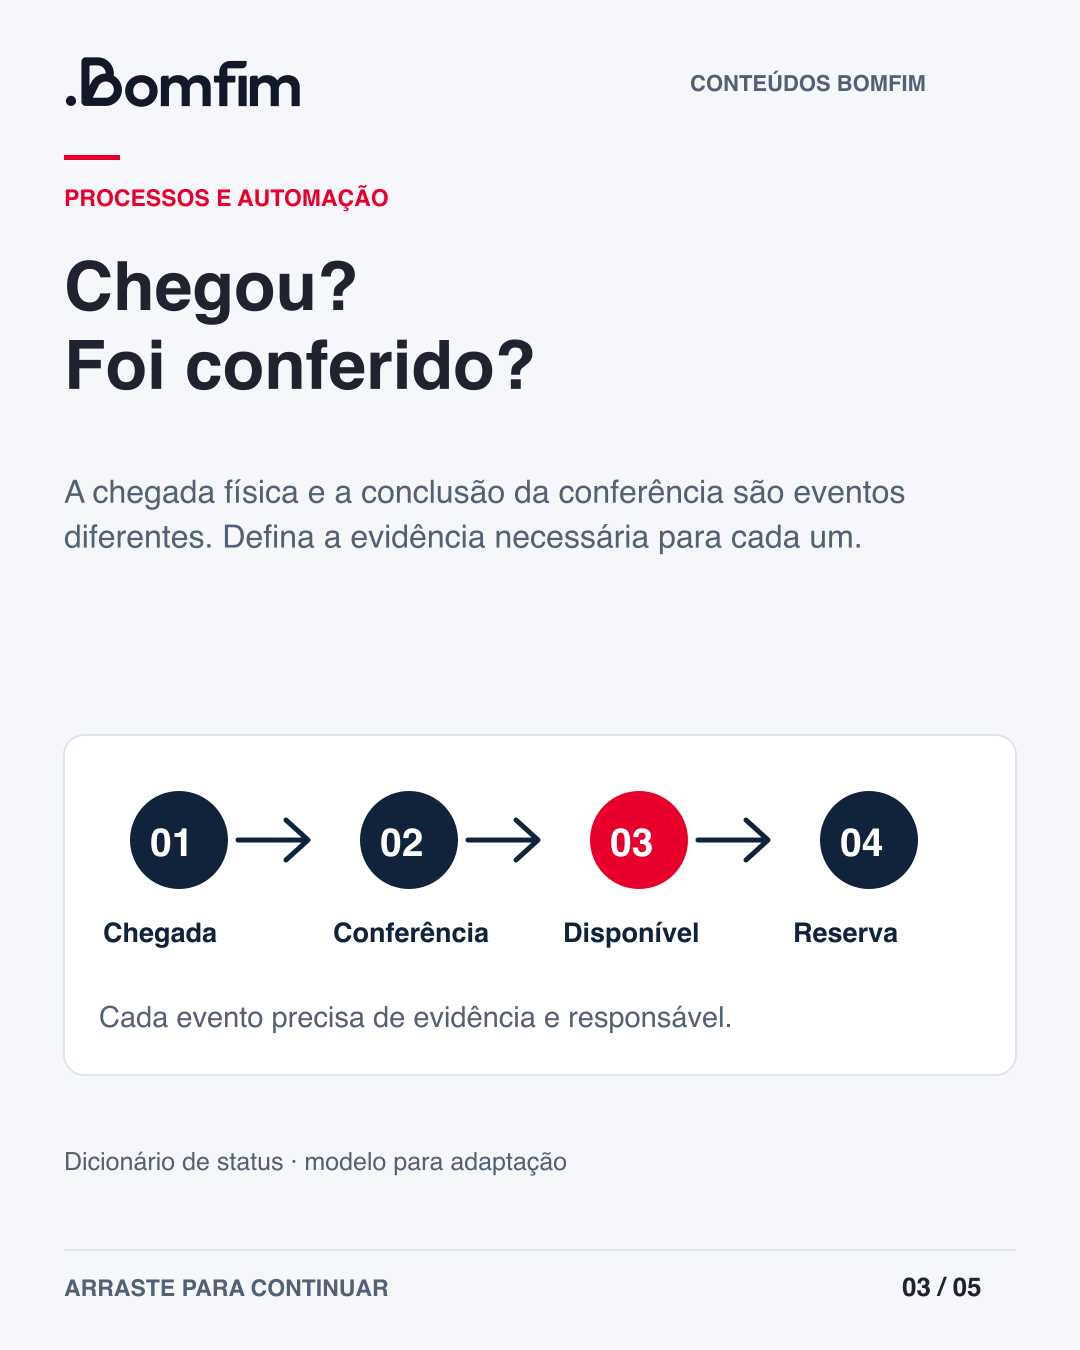 .Bomfim
CONTEÚDOS BOMFIM
PROCESSOS E AUTOMAÇÃO
Chegou?
Foi conferido?
A chegada física e a conclusão da conferência são eventos
diferentes. Defina a evidência necessária para cada um.
01 02 03 04
Chegada Conferência Disponível Reserva
Cada evento precisa de evidência e responsável.
Dicionário de status · modelo para adaptação
ARRASTE PARA CONTINUAR
03 / 05